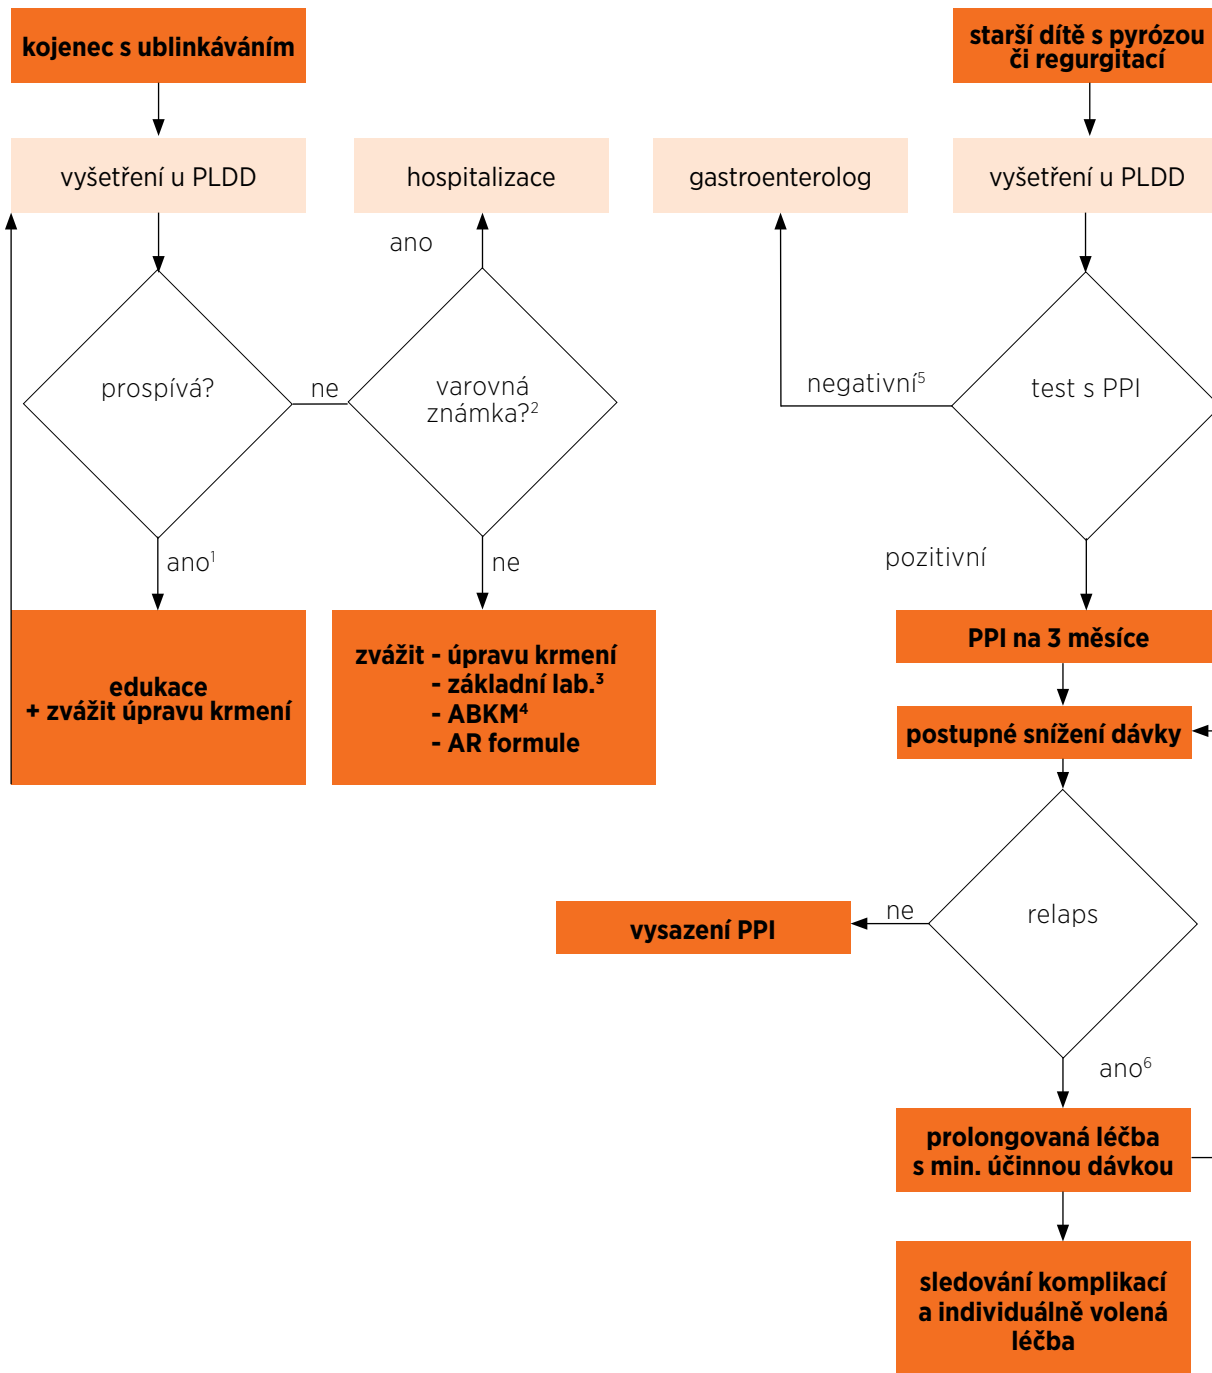 kojenec s ublinkáváním
starší dítě s pyrózou
či regurgitací
vyšetření u PLDD
hospitalizace
gastroenterolog
vyšetření u PLDD
ano
prospívá?
ne
varovná
známka?²
negativní⁵
test s PPI
ano¹
ne
pozitivní
edukace
+ zvážit úpravu krmení
zvážit - úpravu krmení
- základní lab.³
- ABKM⁴
- AR formule
PPI na 3 měsíce
postupné snížení dávky
vysazení PPI
ne
relaps
ano⁶
prolongovaná léčba
s min. účinnou dávkou
sledování komplikací
a individuálně volená
léčba